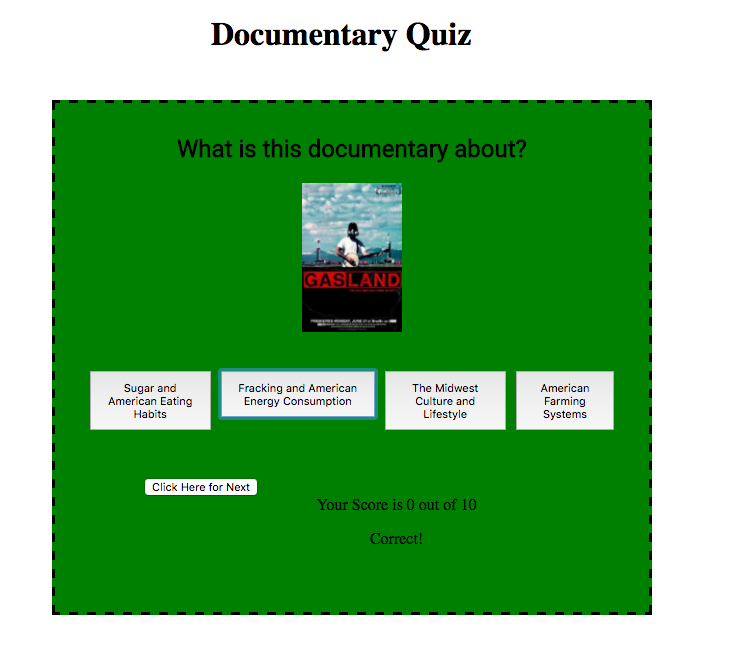 Documentary Quiz
What is this documentary about?
GASLAND
Sugar and
American Eating
Habits
Fracking and American
Energy Consumption
The Midwest
Culture and
Lifestyle
American
Farming
Systems
Click Here for Next
Your Score is 0 out of 10
Correct!